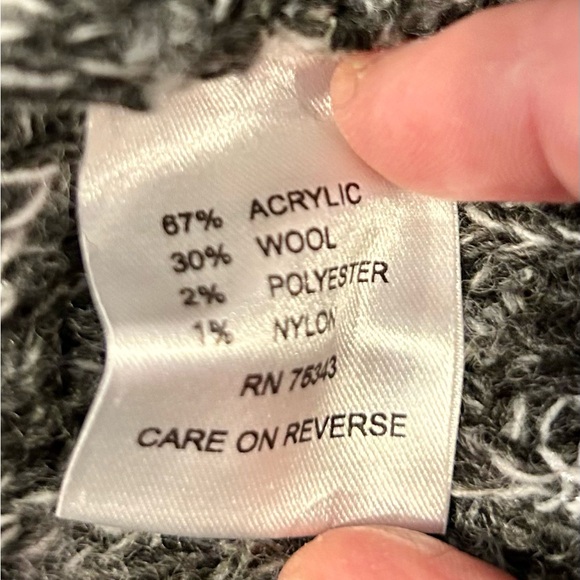 67% ACRYLIC
30% WOOL
2% POLYESTER
1% NYLON
RN 75343
CARE ON REVERSE